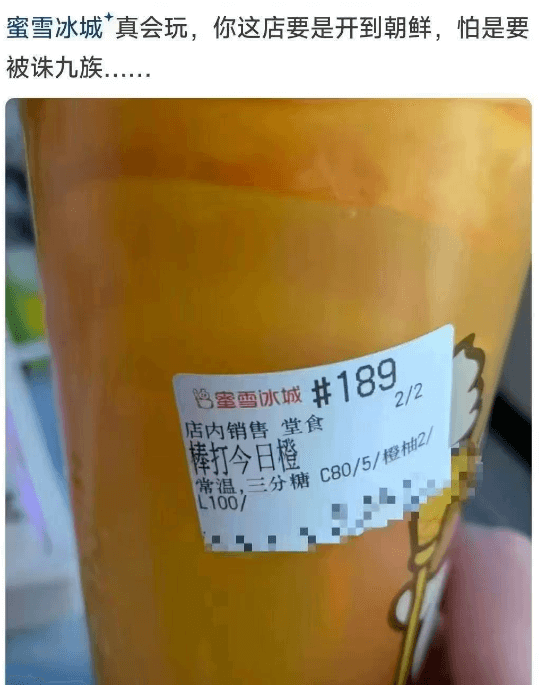 蜜雪冰城真会玩，你这店要是开到朝鲜，怕是要
被诛九族……
蜜雪冰城 #189
2/2
店内销售 堂食
棒打今日橙
常温,三分糖 C80/5/橙柚2/
L100/